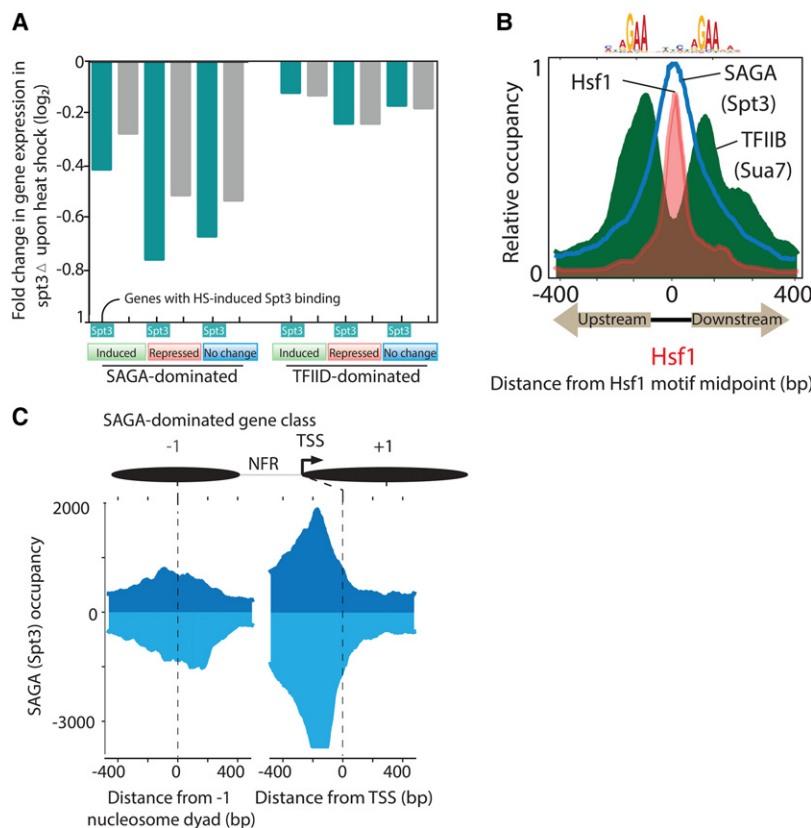 A
Fold change in gene expression in
spt3 △ upon heat shock (log₂)
0
-0.2
-0.4
-0.6
-0.8
1
Genes with HS-induced Spt3 binding
Spt3 Spt3 Spt3 Spt3 Spt3 Spt3
Induced Repressed No change Induced Repressed No change
SAGA-dominated TFIID-dominated
B
GAA GAA
Hsf1
SAGA
(Spt3)
TFIIB
(Sua7)
Relative occupancy
1
0
-400 0 400
Upstream Downstream
Hsf1
Distance from Hsf1 motif midpoint (bp)
C
SAGA-dominated gene class
-1 NFR TSS +1
SAGA (Spt3) occupancy
2000
0
-3000
-400 0 400 -400 0 400
Distance from -1
nucleosome dyad (bp)
Distance from TSS (bp)